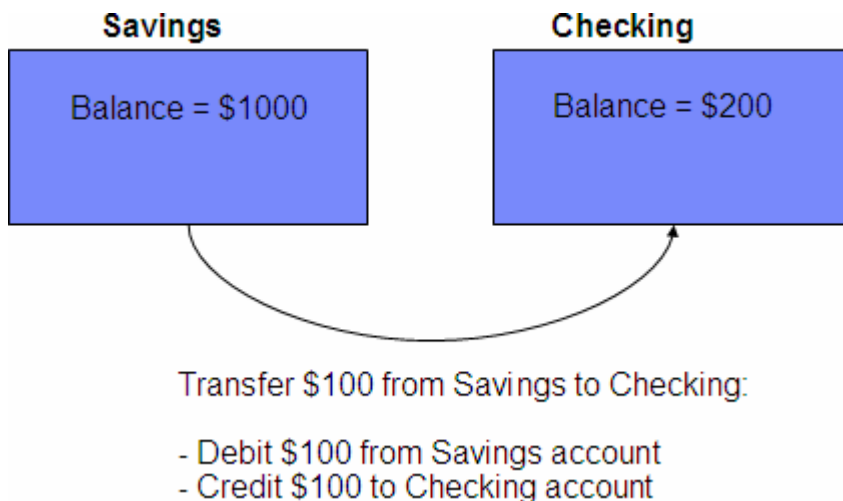 Savings
Checking
Balance = $1000
Balance = $200
Transfer $100 from Savings to Checking:
- Debit $100 from Savings account
- Credit $100 to Checking account